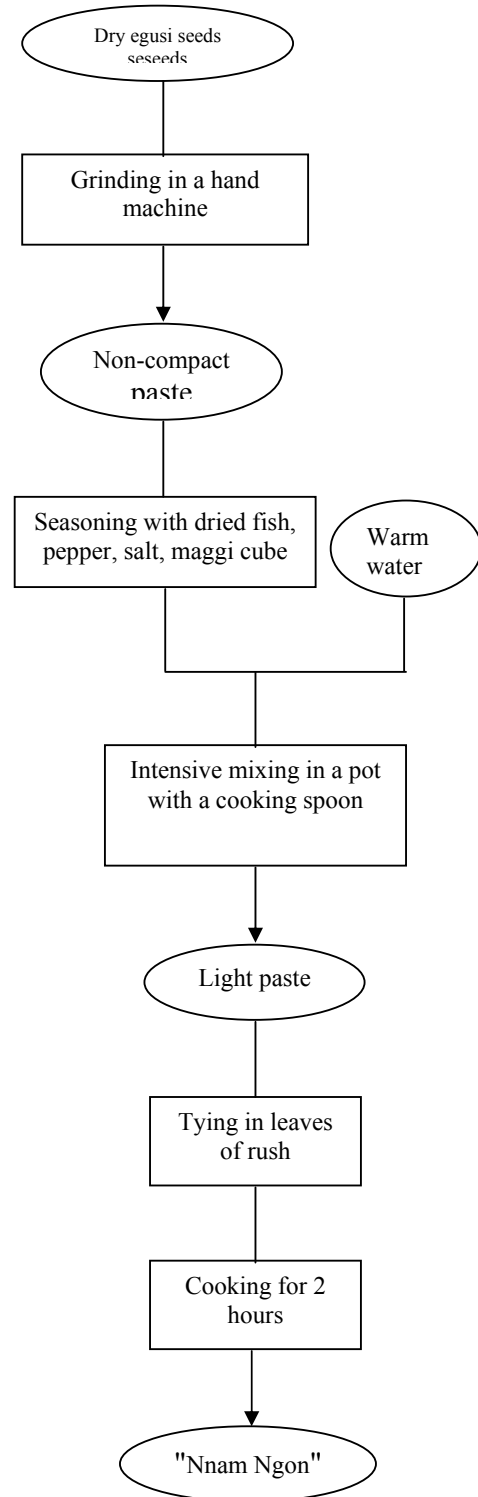 Dry egusi seeds
seseeds
Grinding in a hand
machine
Non-compact
paste
Seasoning with dried fish,
pepper, salt, maggi cube
Warm
water
Intensive mixing in a pot
with a cooking spoon
Light paste
Tying in leaves
of rush
Cooking for 2
hours
"Nnam Ngon"